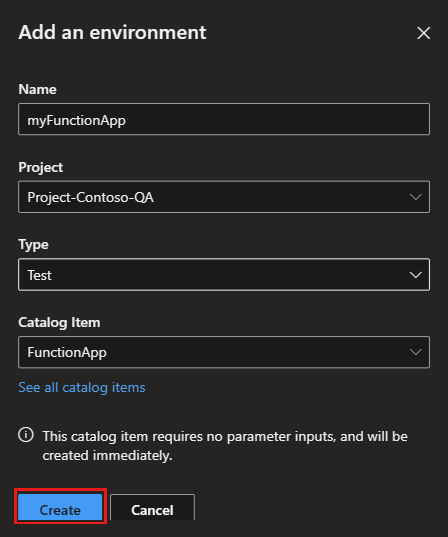 Add an environment
Name
myFunctionApp
Project
Project-Contoso-QA
Type
Test
Catalog Item
FunctionApp
See all catalog items
This catalog item requires no parameter inputs, and will be
created immediately.
Create Cancel